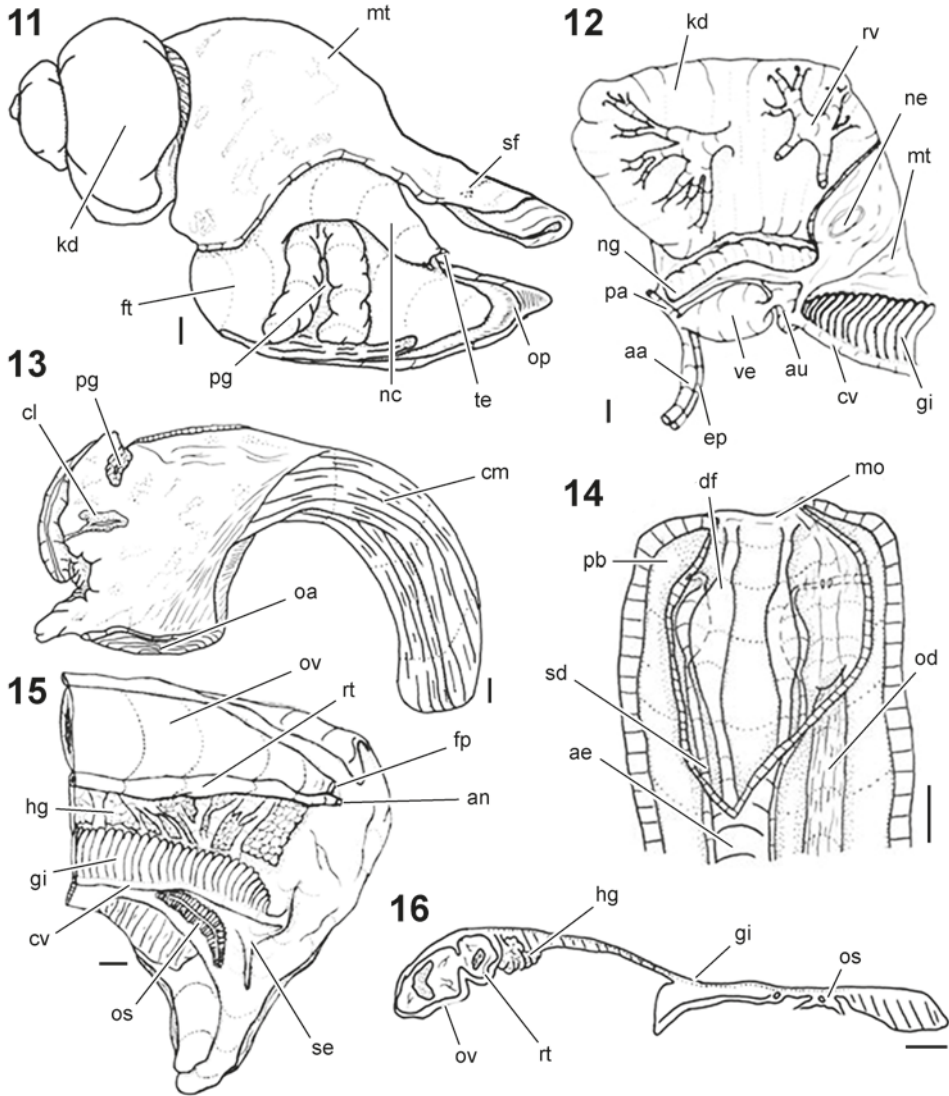 11
mt
sf
kd
ft
pg
nc
te
op
12
kd
rv
ne
mt
ng
pa
aa
ep
ve
au
cv
gi
13
pg
cl
cm
oa
14
df
mo
pb
sd
ae
od
15
ov
rt
fp
an
hg
gi
cv
os
se
16
hg
gi
os
ov
rt